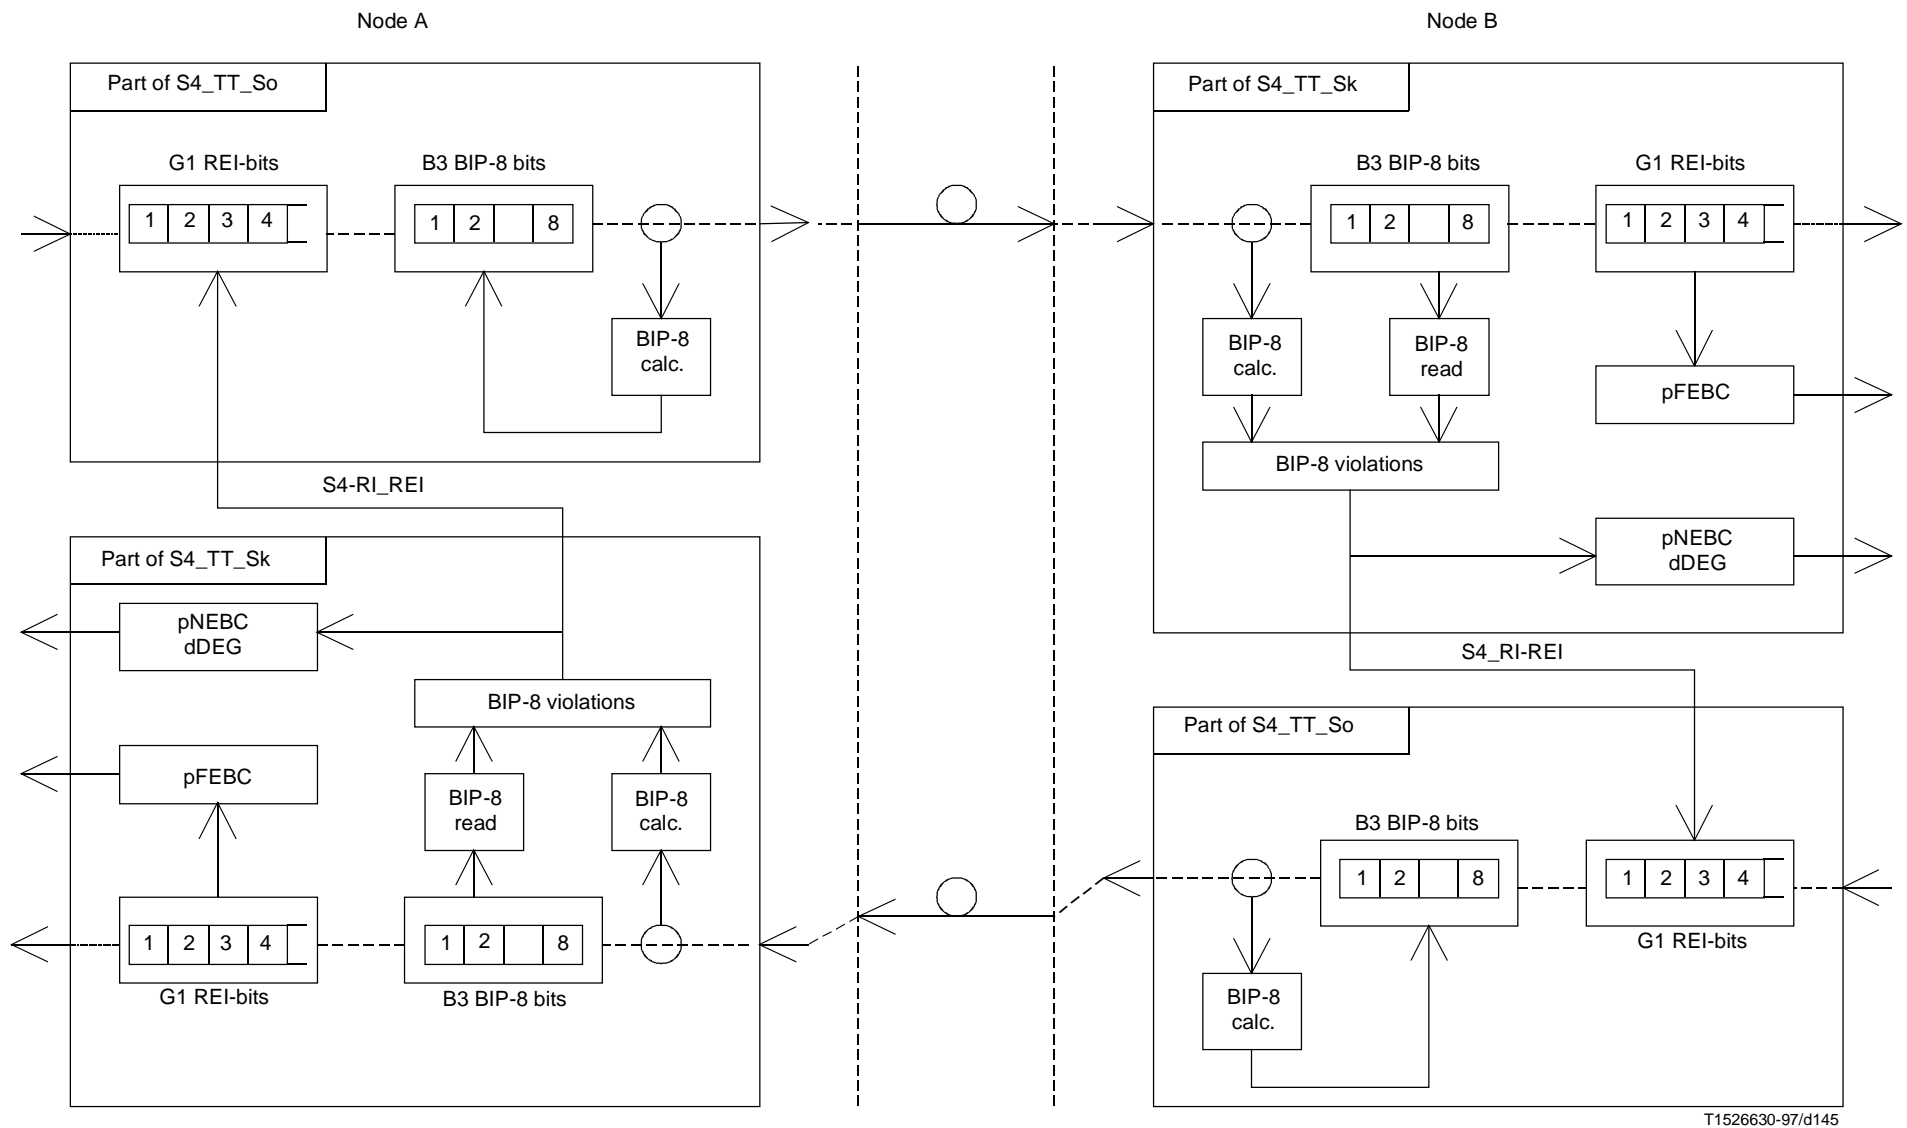 Node A
Node B
Part of S4_TT_So
G1 REI-bits
B3 BIP-8 bits
1 2 3 4
1 2 8
BIP-8
calc.
S4-RI_REI
Part of S4_TT_Sk
pNEBC
dDEG
BIP-8 violations
pFEBC
BIP-8
read
BIP-8
calc.
1 2 3 4
1 2 8
G1 REI-bits
B3 BIP-8 bits
Part of S4_TT_Sk
B3 BIP-8 bits
G1 REI-bits
1 2 8
1 2 3 4
BIP-8
calc.
BIP-8
read
pFEBC
BIP-8 violations
pNEBC
dDEG
S4_RI-REI
Part of S4_TT_So
B3 BIP-8 bits
1 2 8
1 2 3 4
G1 REI-bits
BIP-8
calc.
T1526630-97/d145